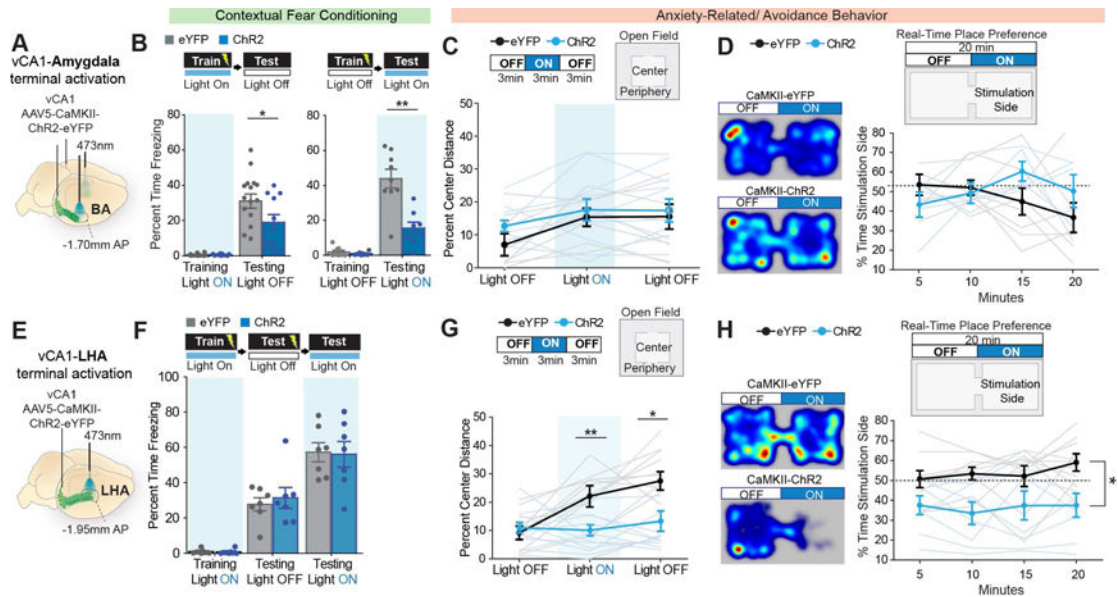 Contextual Fear Conditioning
Anxiety-Related/ Avoidance Behavior
A
vCA1-Amygdala
terminal activation
vCA1
AAV5-CaMKII-
ChR2-eYFP
473nm
BA
-1.70mm AP
B
eYFP ChR2
Train Test
Light On Light Off
Train Test
Light Off Light On
Percent Time Freezing
80
60
40
20
0
*
Training
Light ON
Testing
Light OFF
80
60
40
20
0
**
Training
Light OFF
Testing
Light ON
C
eYFP ChR2
OFF ON OFF
3min 3min 3min
Open Field
Center
Periphery
Percent Center Distance
50
40
30
20
10
0
Light OFF Light ON Light OFF
D
eYFP ChR2
Real-Time Place Preference
20 min
OFF ON
Stimulation
Side
CaMKII-eYFP
OFF ON
CaMKII-ChR2
OFF ON
% Time Stimulation Side
80
70
60
50
40
30
20
10
5 10 15 20
Minutes
E
vCA1-LHA
terminal activation
vCA1
AAV5-CaMKII-
ChR2-eYFP
473nm
LHA
-1.95mm AP
F
eYFP ChR2
Train Test Test
Light On Light Off Light On
Percent Time Freezing
100
80
60
40
20
0
Training
Light ON
Testing
Light OFF
Testing
Light ON
G
eYFP ChR2
OFF ON OFF
3min 3min 3min
Open Field
Center
Periphery
Percent Center Distance
50
40
30
20
10
0
** *
Light OFF Light ON Light OFF
H
eYFP ChR2
Real-Time Place Preference
20 min
OFF ON
Stimulation
Side
CaMKII-eYFP
OFF ON
CaMKII-ChR2
OFF ON
% Time Stimulation Side
80
70
60
50
40
30
20
10
*
5 10 15 20
Minutes